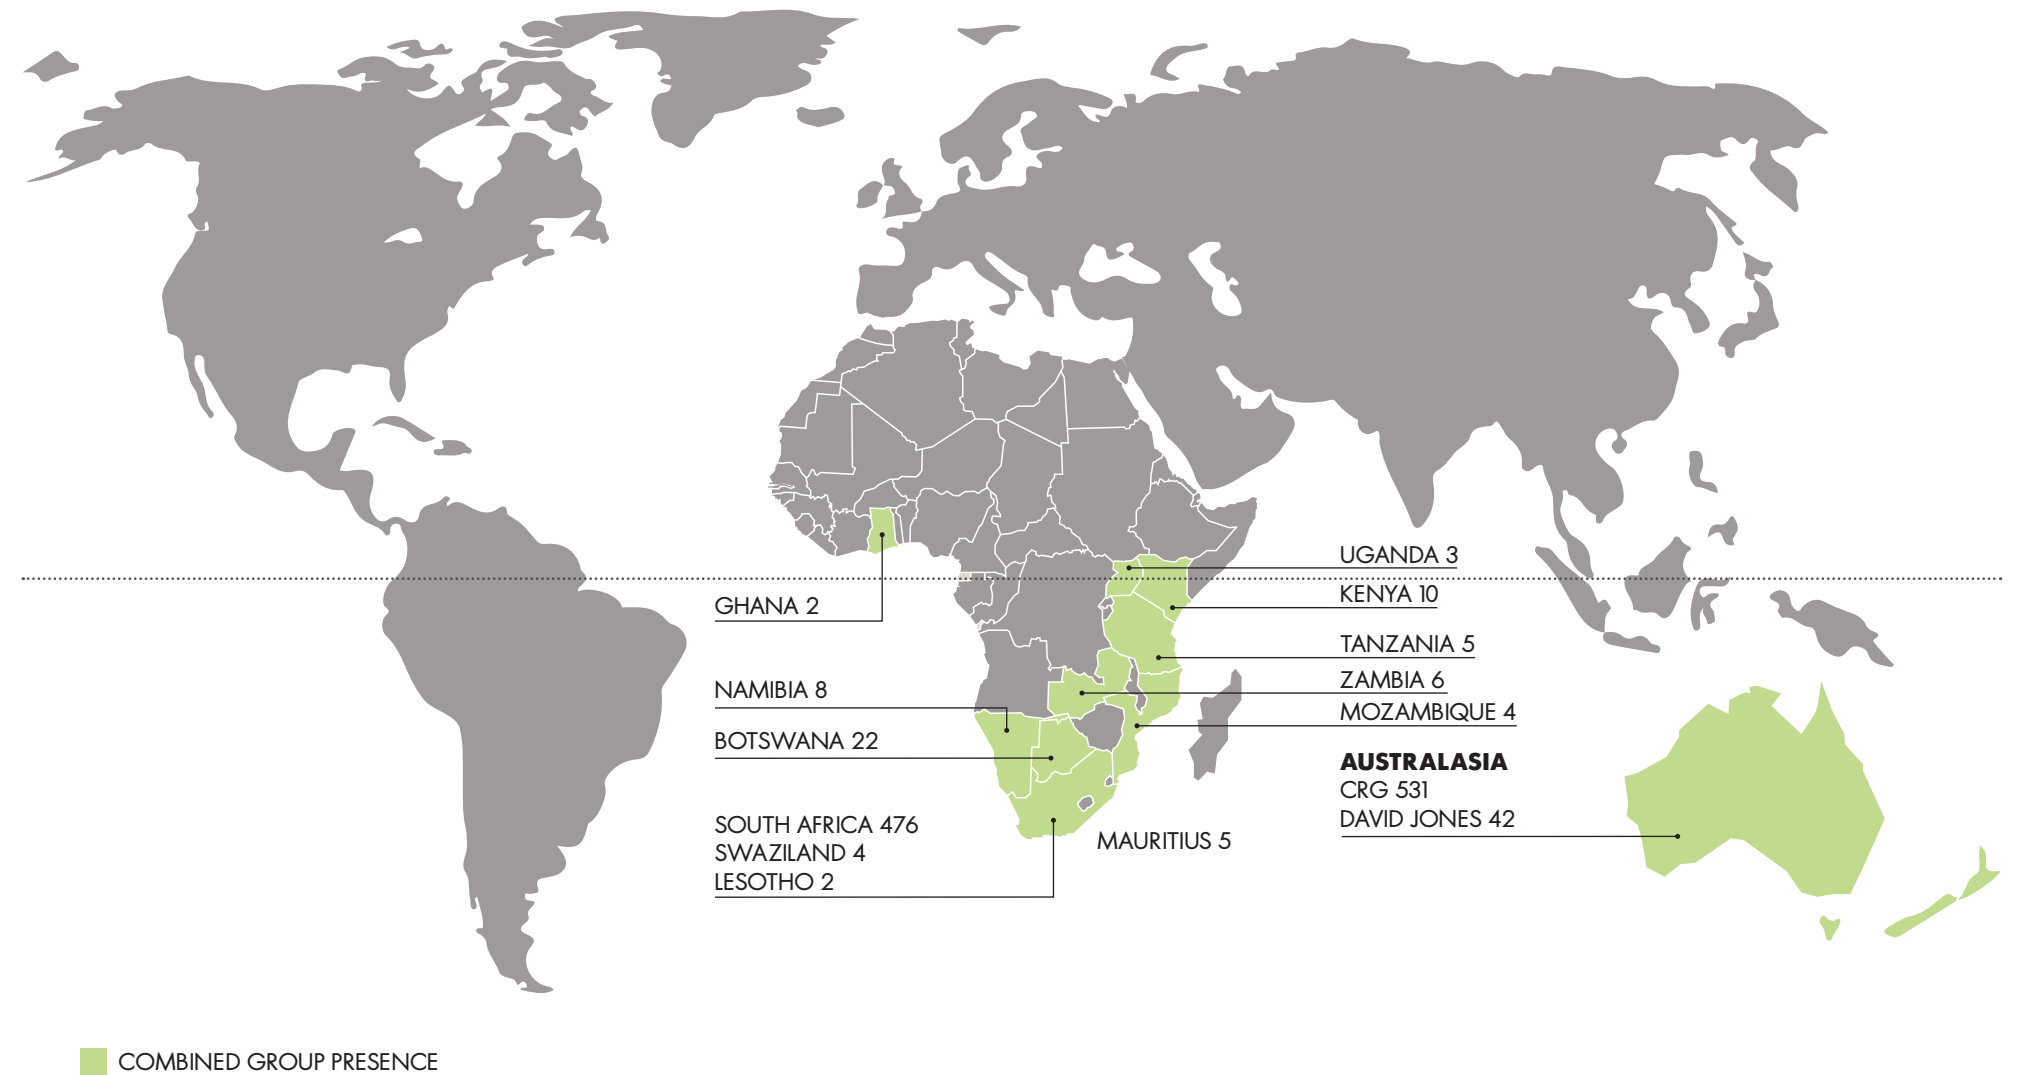 UGANDA 3
KENYA 10
GHANA 2
TANZANIA 5
ZAMBIA 6
NAMIBIA 8
MOZAMBIQUE 4
BOTSWANA 22
AUSTRALASIA
CRG 531
DAVID JONES 42
SOUTH AFRICA 476
SWAZILAND 4
LESOTHO 2
MAURITIUS 5
COMBINED GROUP PRESENCE